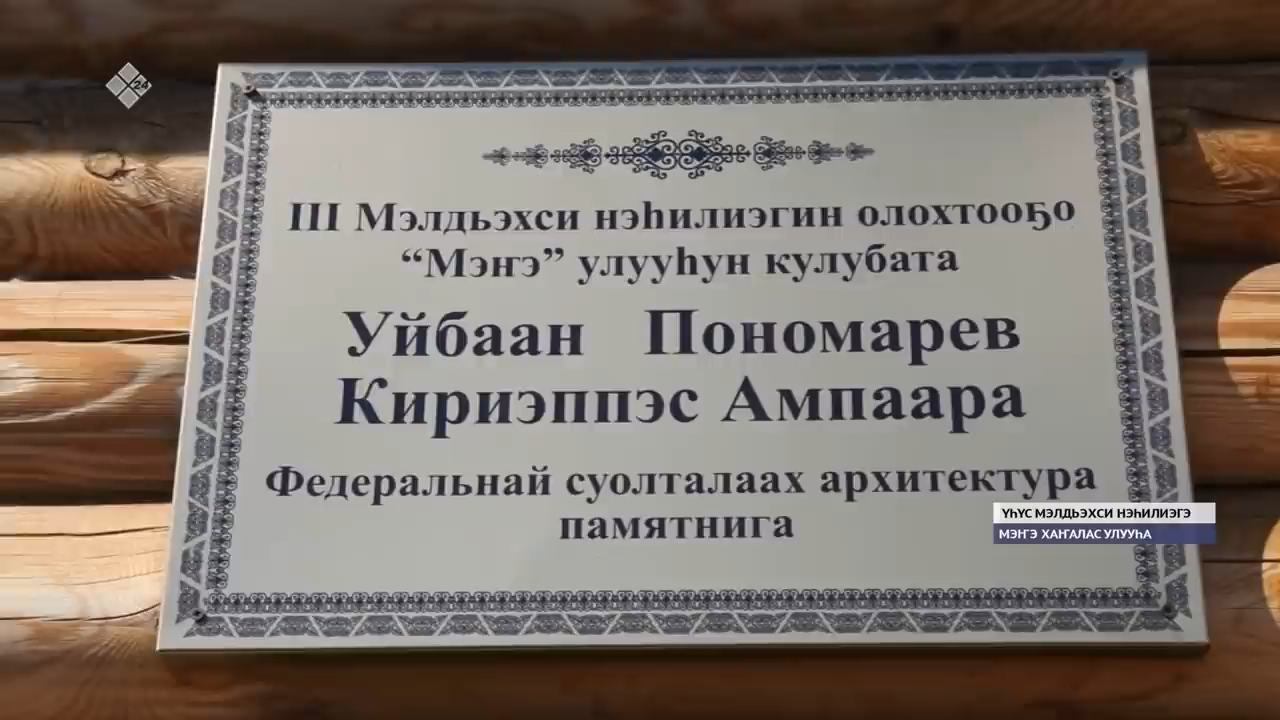 24
III Мэлдьэхси нэһилиэгин олохтооҕо
“Мэҥэ” улууһун кулубата
Уйбаан Пономарев
Кириэппэс Ампаара
Федеральнай суолталаах архитектура
памятнига
ҮҺҮС МЭЛДЬЭХСИ НЭҺИЛИЭГЭ
МЭҤЭ ХАҤАЛАС УЛУУҺА